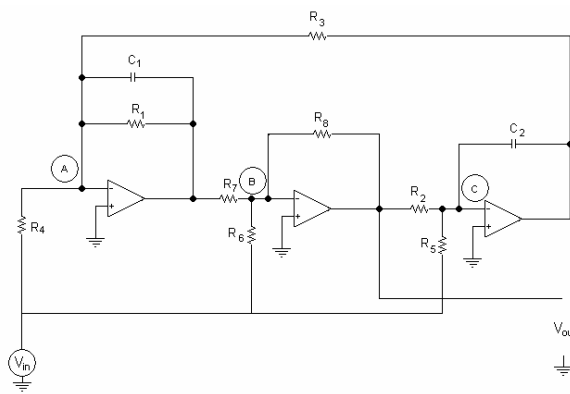 R3
C1
R1
R8
C2
A
R7
B
R2
C
R4
R6
R5
Vin
Vou
-
+
-
+
-
+